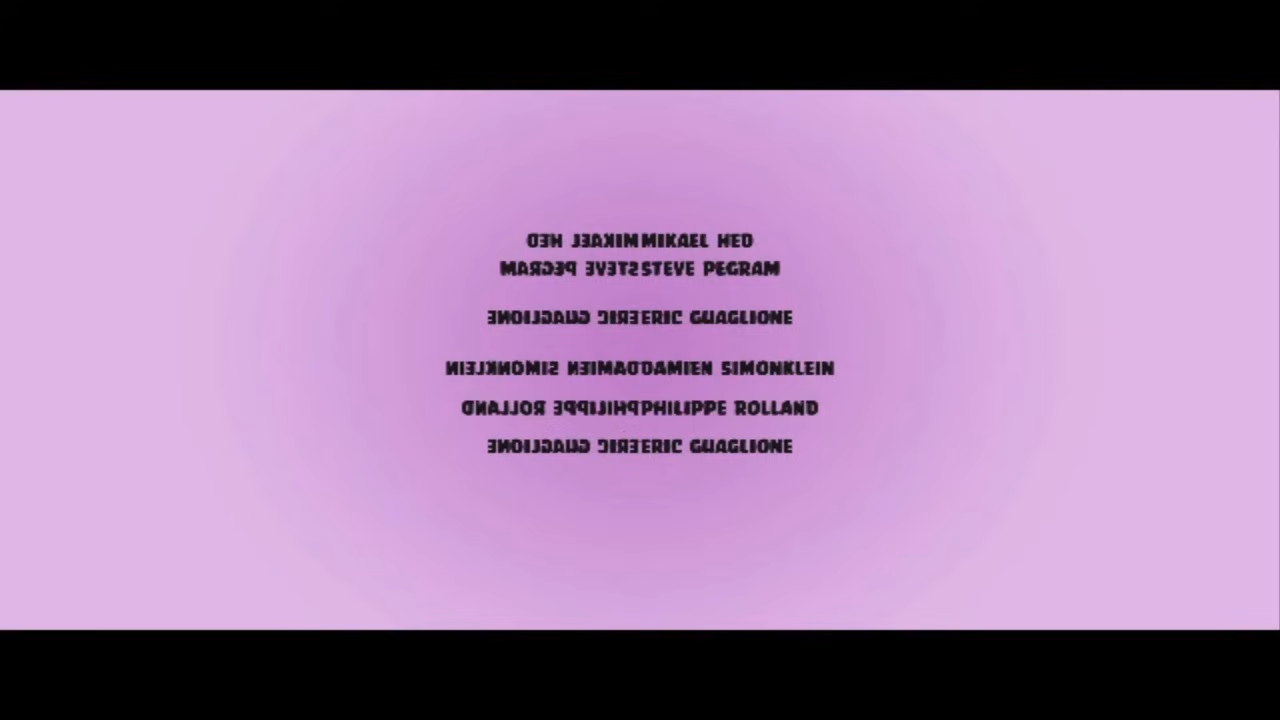 MIKAEL HED
STEVE PEGRAM
ERIC GUAGLIONE
DAMIEN SIMONKLEIN
PHILIPPE ROLLAND
ERIC GUAGLIONE